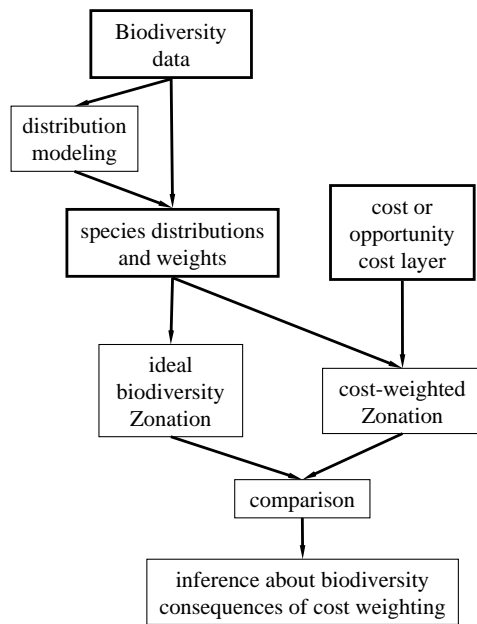 Biodiversity
data
distribution
modeling
species distributions
and weights
cost or
opportunity
cost layer
ideal
biodiversity
Zonation
cost-weighted
Zonation
comparison
inference about biodiversity
consequences of cost weighting